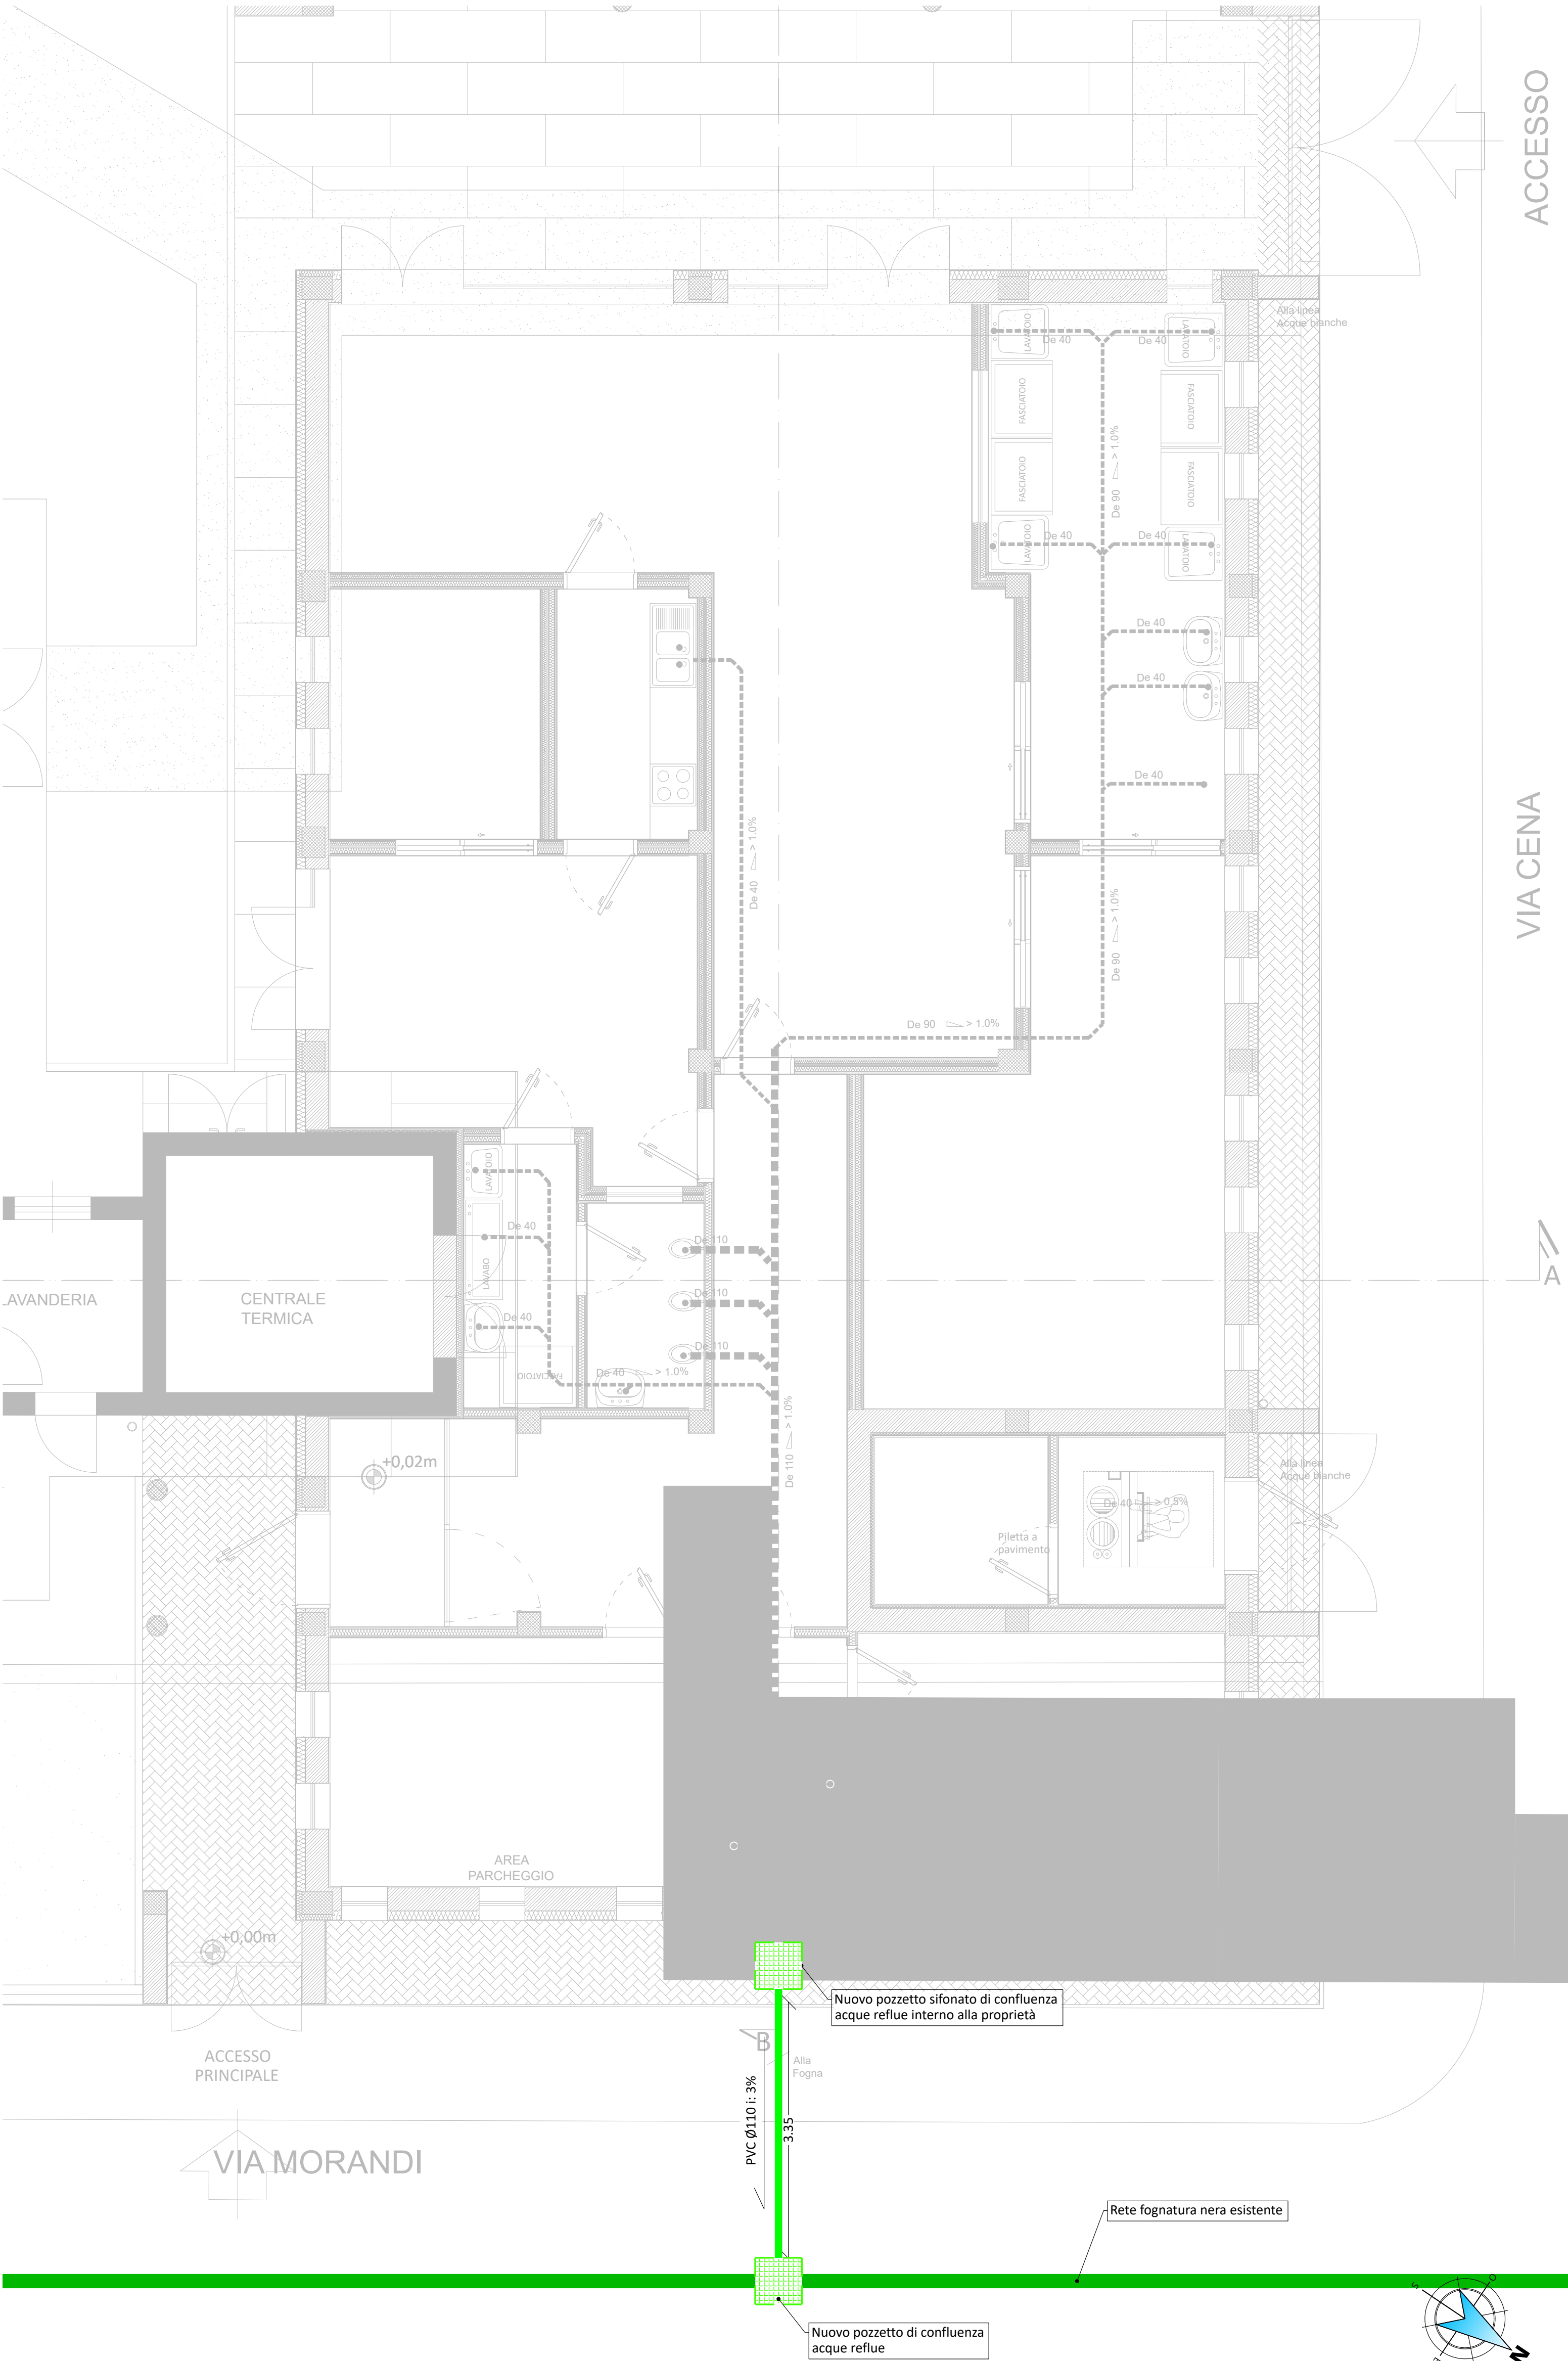 ACCESSO
Alla linea
Acque bianche
LAVATOIO
De 40
De 40
LAVATOIO
FASCIATOIO
FASCIATOIO
De 90 > 1.0%
FASCIATOIO
FASCIATOIO
LAVATOIO
De 40
De 40
LAVATOIO
De 40
De 40
De 40
VIA CENA
De 40 > 1.0%
De 90 > 1.0%
De 90 > 1.0%
LAVATOIO
De 40
LAVABO
De 110
A
LAVANDERIA
CENTRALE
TERMICA
De 110
De 40
De 110
FASCIATOIO
De 40 > 1.0%
De 110 > 1.0%
+0,02m
Alla linea
Acque bianche
De 40 > 0,5%
Piletta a
pavimento
AREA
PARCHEGGIO
+0,00m
Nuovo pozzetto sifonato di confluenza
acque reflue interno alla proprietà
B
ACCESSO
PRINCIPALE
Alla
Fogna
PVC Ø110 i: 3%
3.35
VIA MORANDI
Rete fognatura nera esistente
S
O
N
Nuovo pozzetto di confluenza
acque reflue